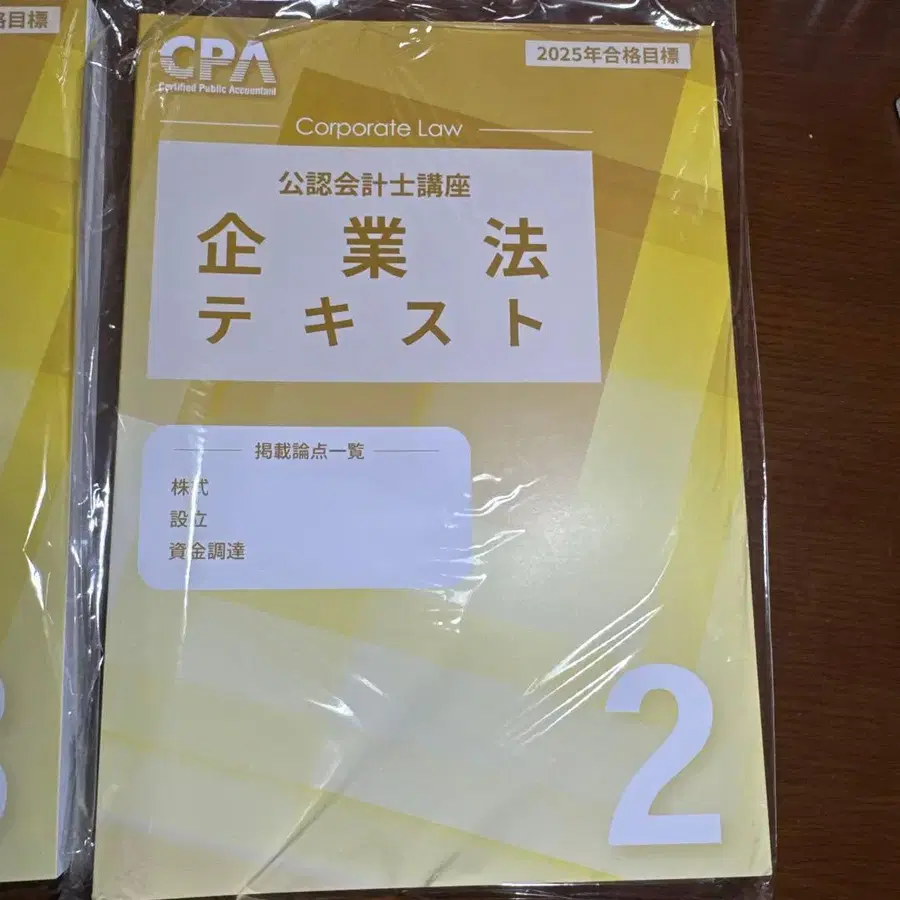 格目標
CPA
Certified Public Accountant
2025年合格目標
Corporate Law
公認会計士講座
企業法
テキスト
掲載論点一覧
株式
設立
資金調達
2